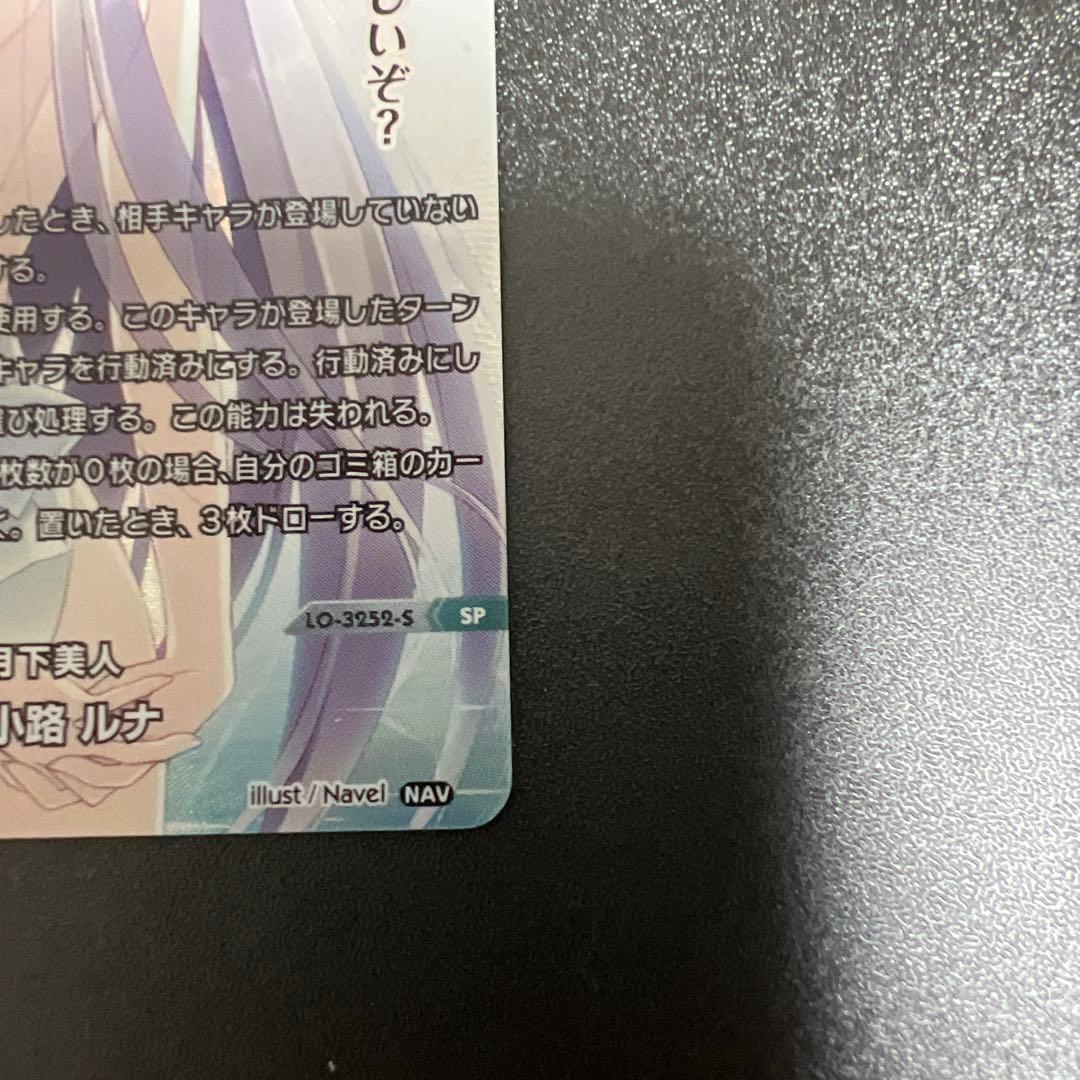 いぞ?
したとき、相手キャラが登場していない
する。
使用する。このキャラが登場したターン
キャラを行動済みにする。行動済みにし
び処理する。この能力は失われる。
枚数が0枚の場合、自分のゴミ箱のカー
。置いたとき、3枚ドローする。
LO-3252-S SP
月下美人
小路 ルナ
illust / Navel NAV